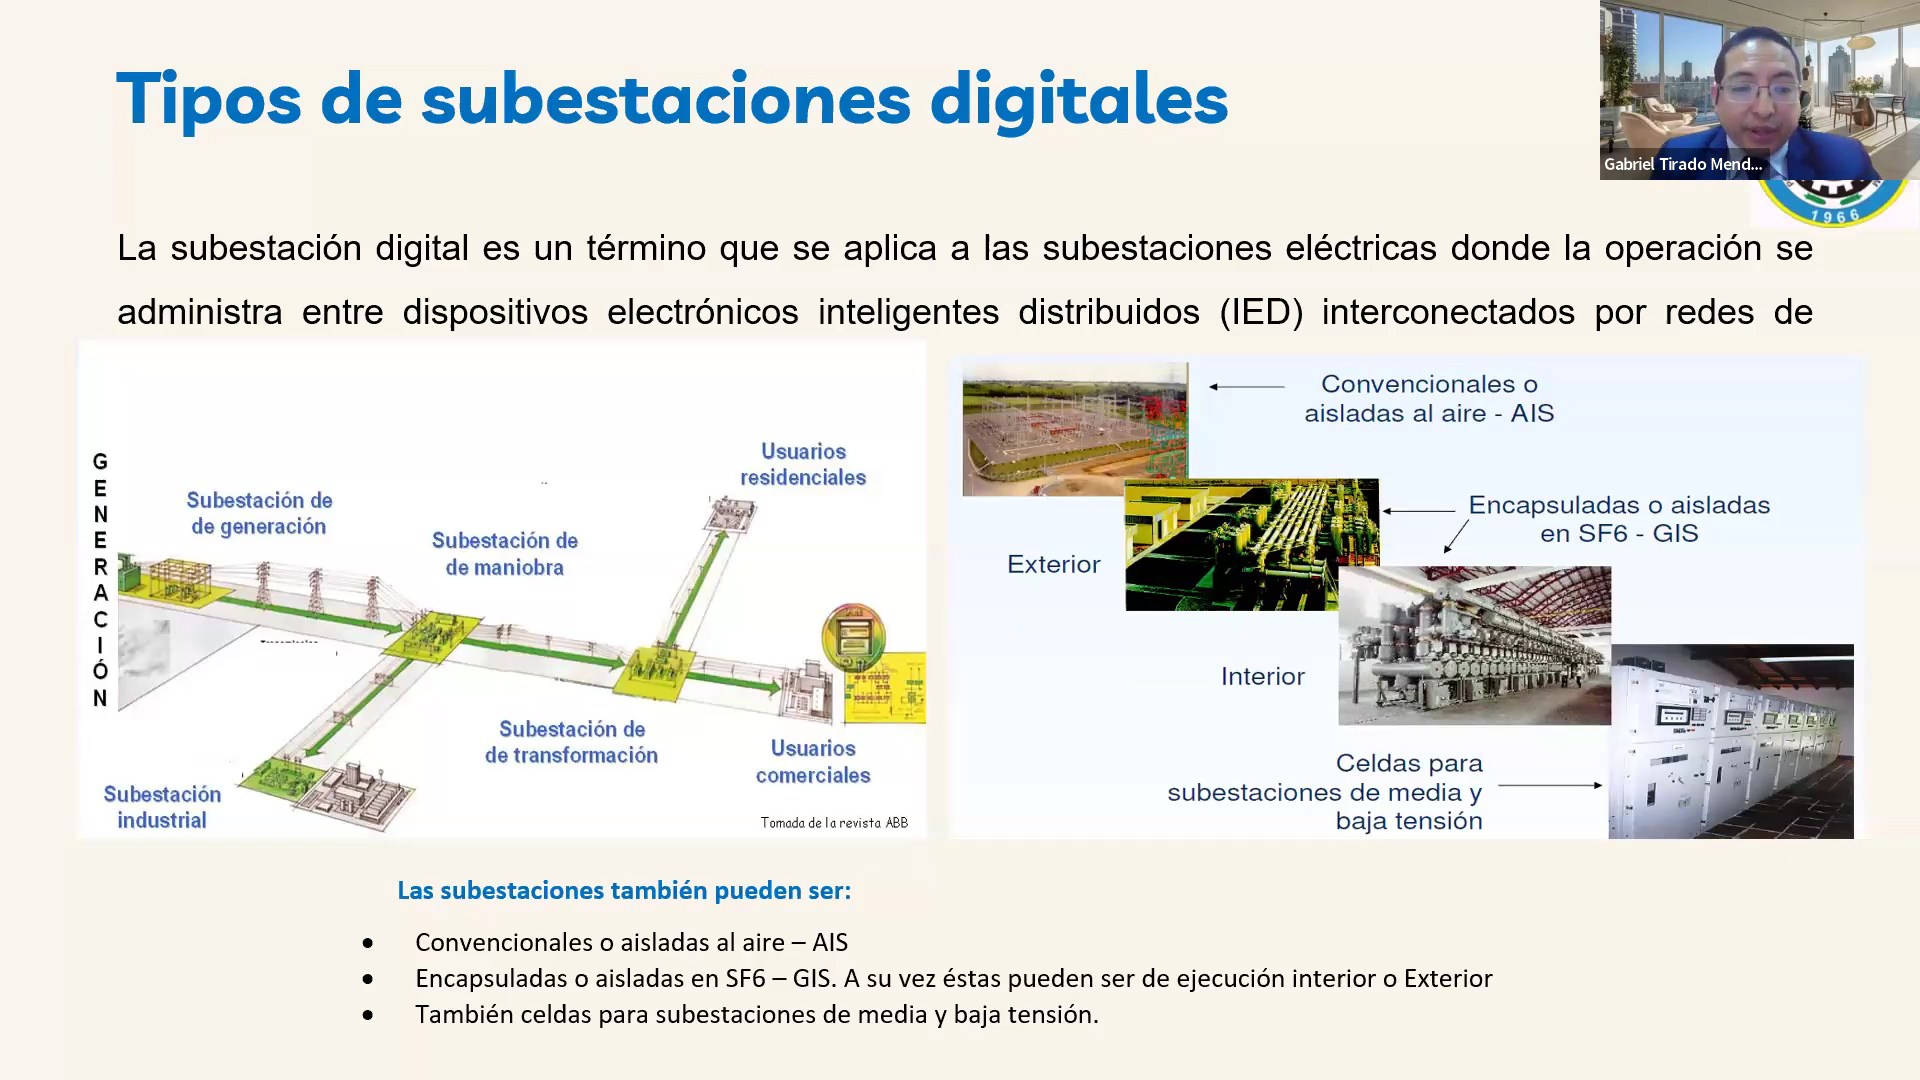 Tipos de subestaciones digitales
Gabriel Tirado Mend...
1966
La subestación digital es un término que se aplica a las subestaciones eléctricas donde la operación se
administra entre dispositivos electrónicos inteligentes distribuidos (IED) interconectados por redes de
GENERACIÓN
Subestación de
de generación
Subestación de
de maniobra
Usuarios
residenciales
Subestación de
de transformación
Usuarios
comerciales
Subestación
industrial
Tomada de la revista ABB
Convencionales o
aisladas al aire - AIS
Encapsuladas o aisladas
en SF6 - GIS
Exterior
Interior
Celdas para
subestaciones de media y
baja tensión
Las subestaciones también pueden ser:
• Convencionales o aisladas al aire – AIS
• Encapsuladas o aisladas en SF6 – GIS. A su vez éstas pueden ser de ejecución interior o Exterior
• También celdas para subestaciones de media y baja tensión.